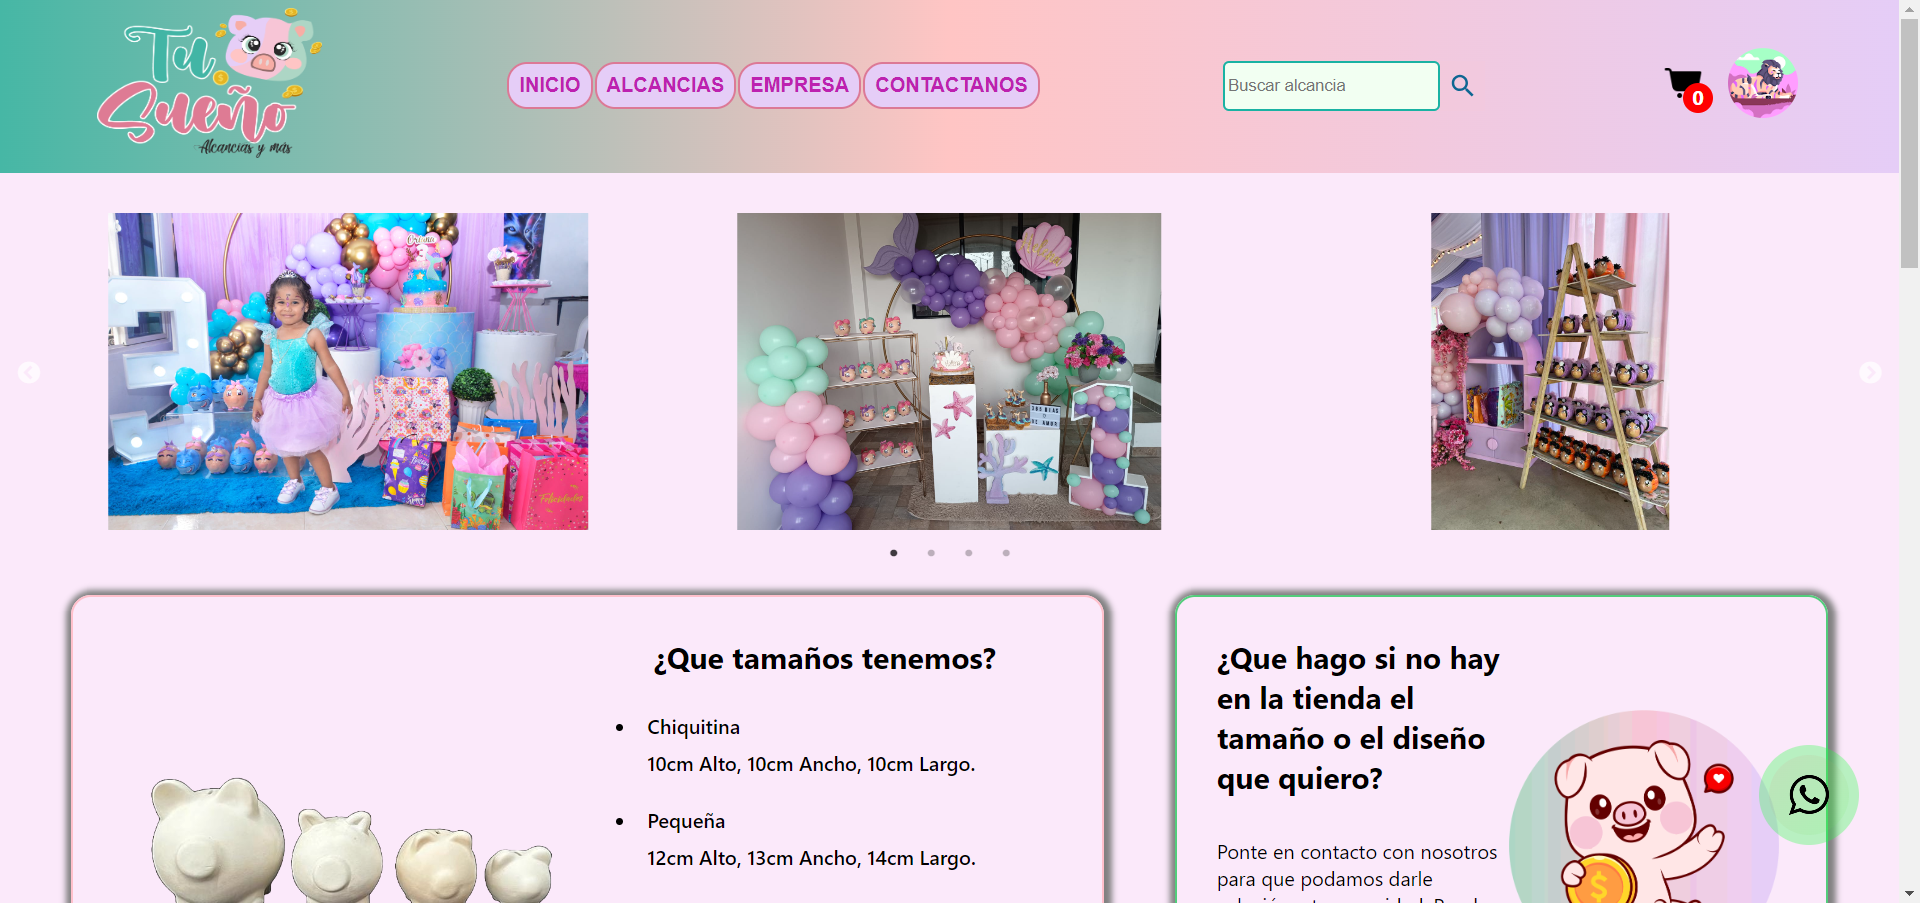 Tu
Sueño
Alcancías y más
INICIO
ALCANCIAS
EMPRESA
CONTACTANOS
Buscar alcancia
0
Felicidades
¿Que tamaños tenemos?
Chiquitina
10cm Alto, 10cm Ancho, 10cm Largo.
Pequeña
12cm Alto, 13cm Ancho, 14cm Largo.
¿Que hago si no hay
en la tienda el
tamaño o el diseño
que quiero?
Ponte en contacto con nosotros
para que podamos darle